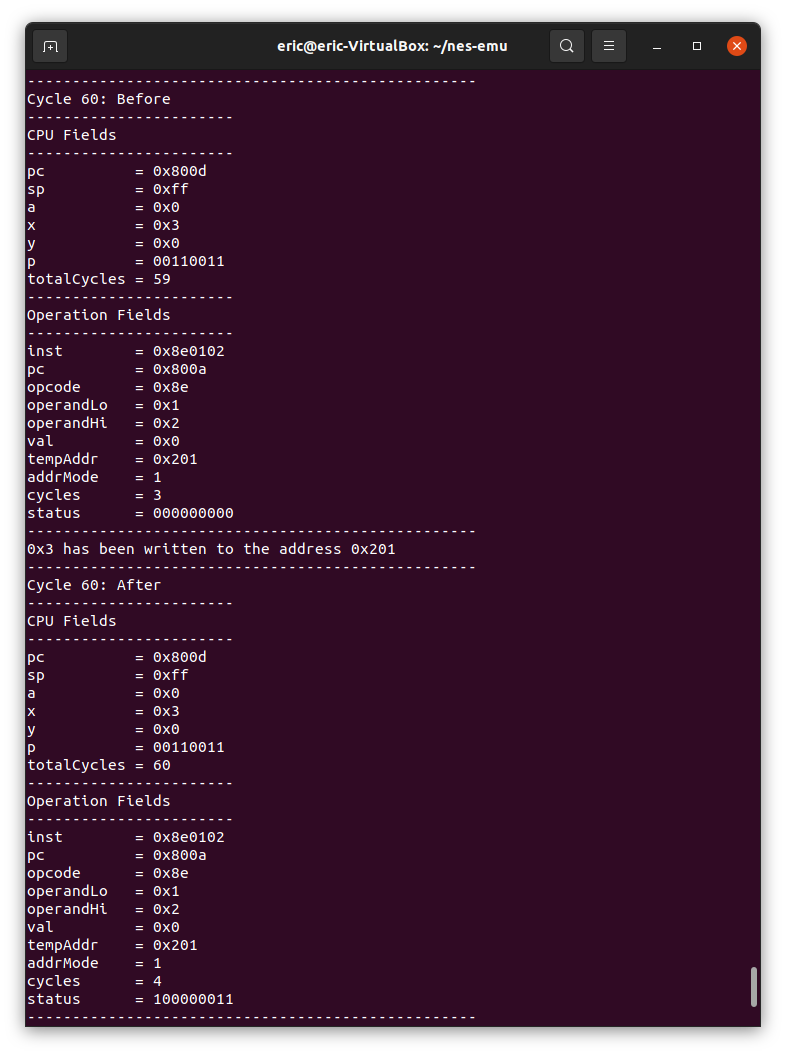 eric@eric-VirtualBox: ~/nes-emu
--------------------------------------------------
Cycle 60: Before
-----------------------
CPU Fields
-----------------------
pc          = 0x800d
sp          = 0xff
a           = 0x0
x           = 0x3
y           = 0x0
p           = 00110011
totalCycles = 59
-----------------------
Operation Fields
-----------------------
inst        = 0x8e0102
pc          = 0x800a
opcode      = 0x8e
operandLo   = 0x1
operandHi   = 0x2
val         = 0x0
tempAddr    = 0x201
addrMode    = 1
cycles      = 3
status      = 000000000
--------------------------------------------------
0x3 has been written to the address 0x201
--------------------------------------------------
Cycle 60: After
-----------------------
CPU Fields
-----------------------
pc          = 0x800d
sp          = 0xff
a           = 0x0
x           = 0x3
y           = 0x0
p           = 00110011
totalCycles = 60
-----------------------
Operation Fields
-----------------------
inst        = 0x8e0102
pc          = 0x800a
opcode      = 0x8e
operandLo   = 0x1
operandHi   = 0x2
val         = 0x0
tempAddr    = 0x201
addrMode    = 1
cycles      = 4
status      = 100000011
--------------------------------------------------